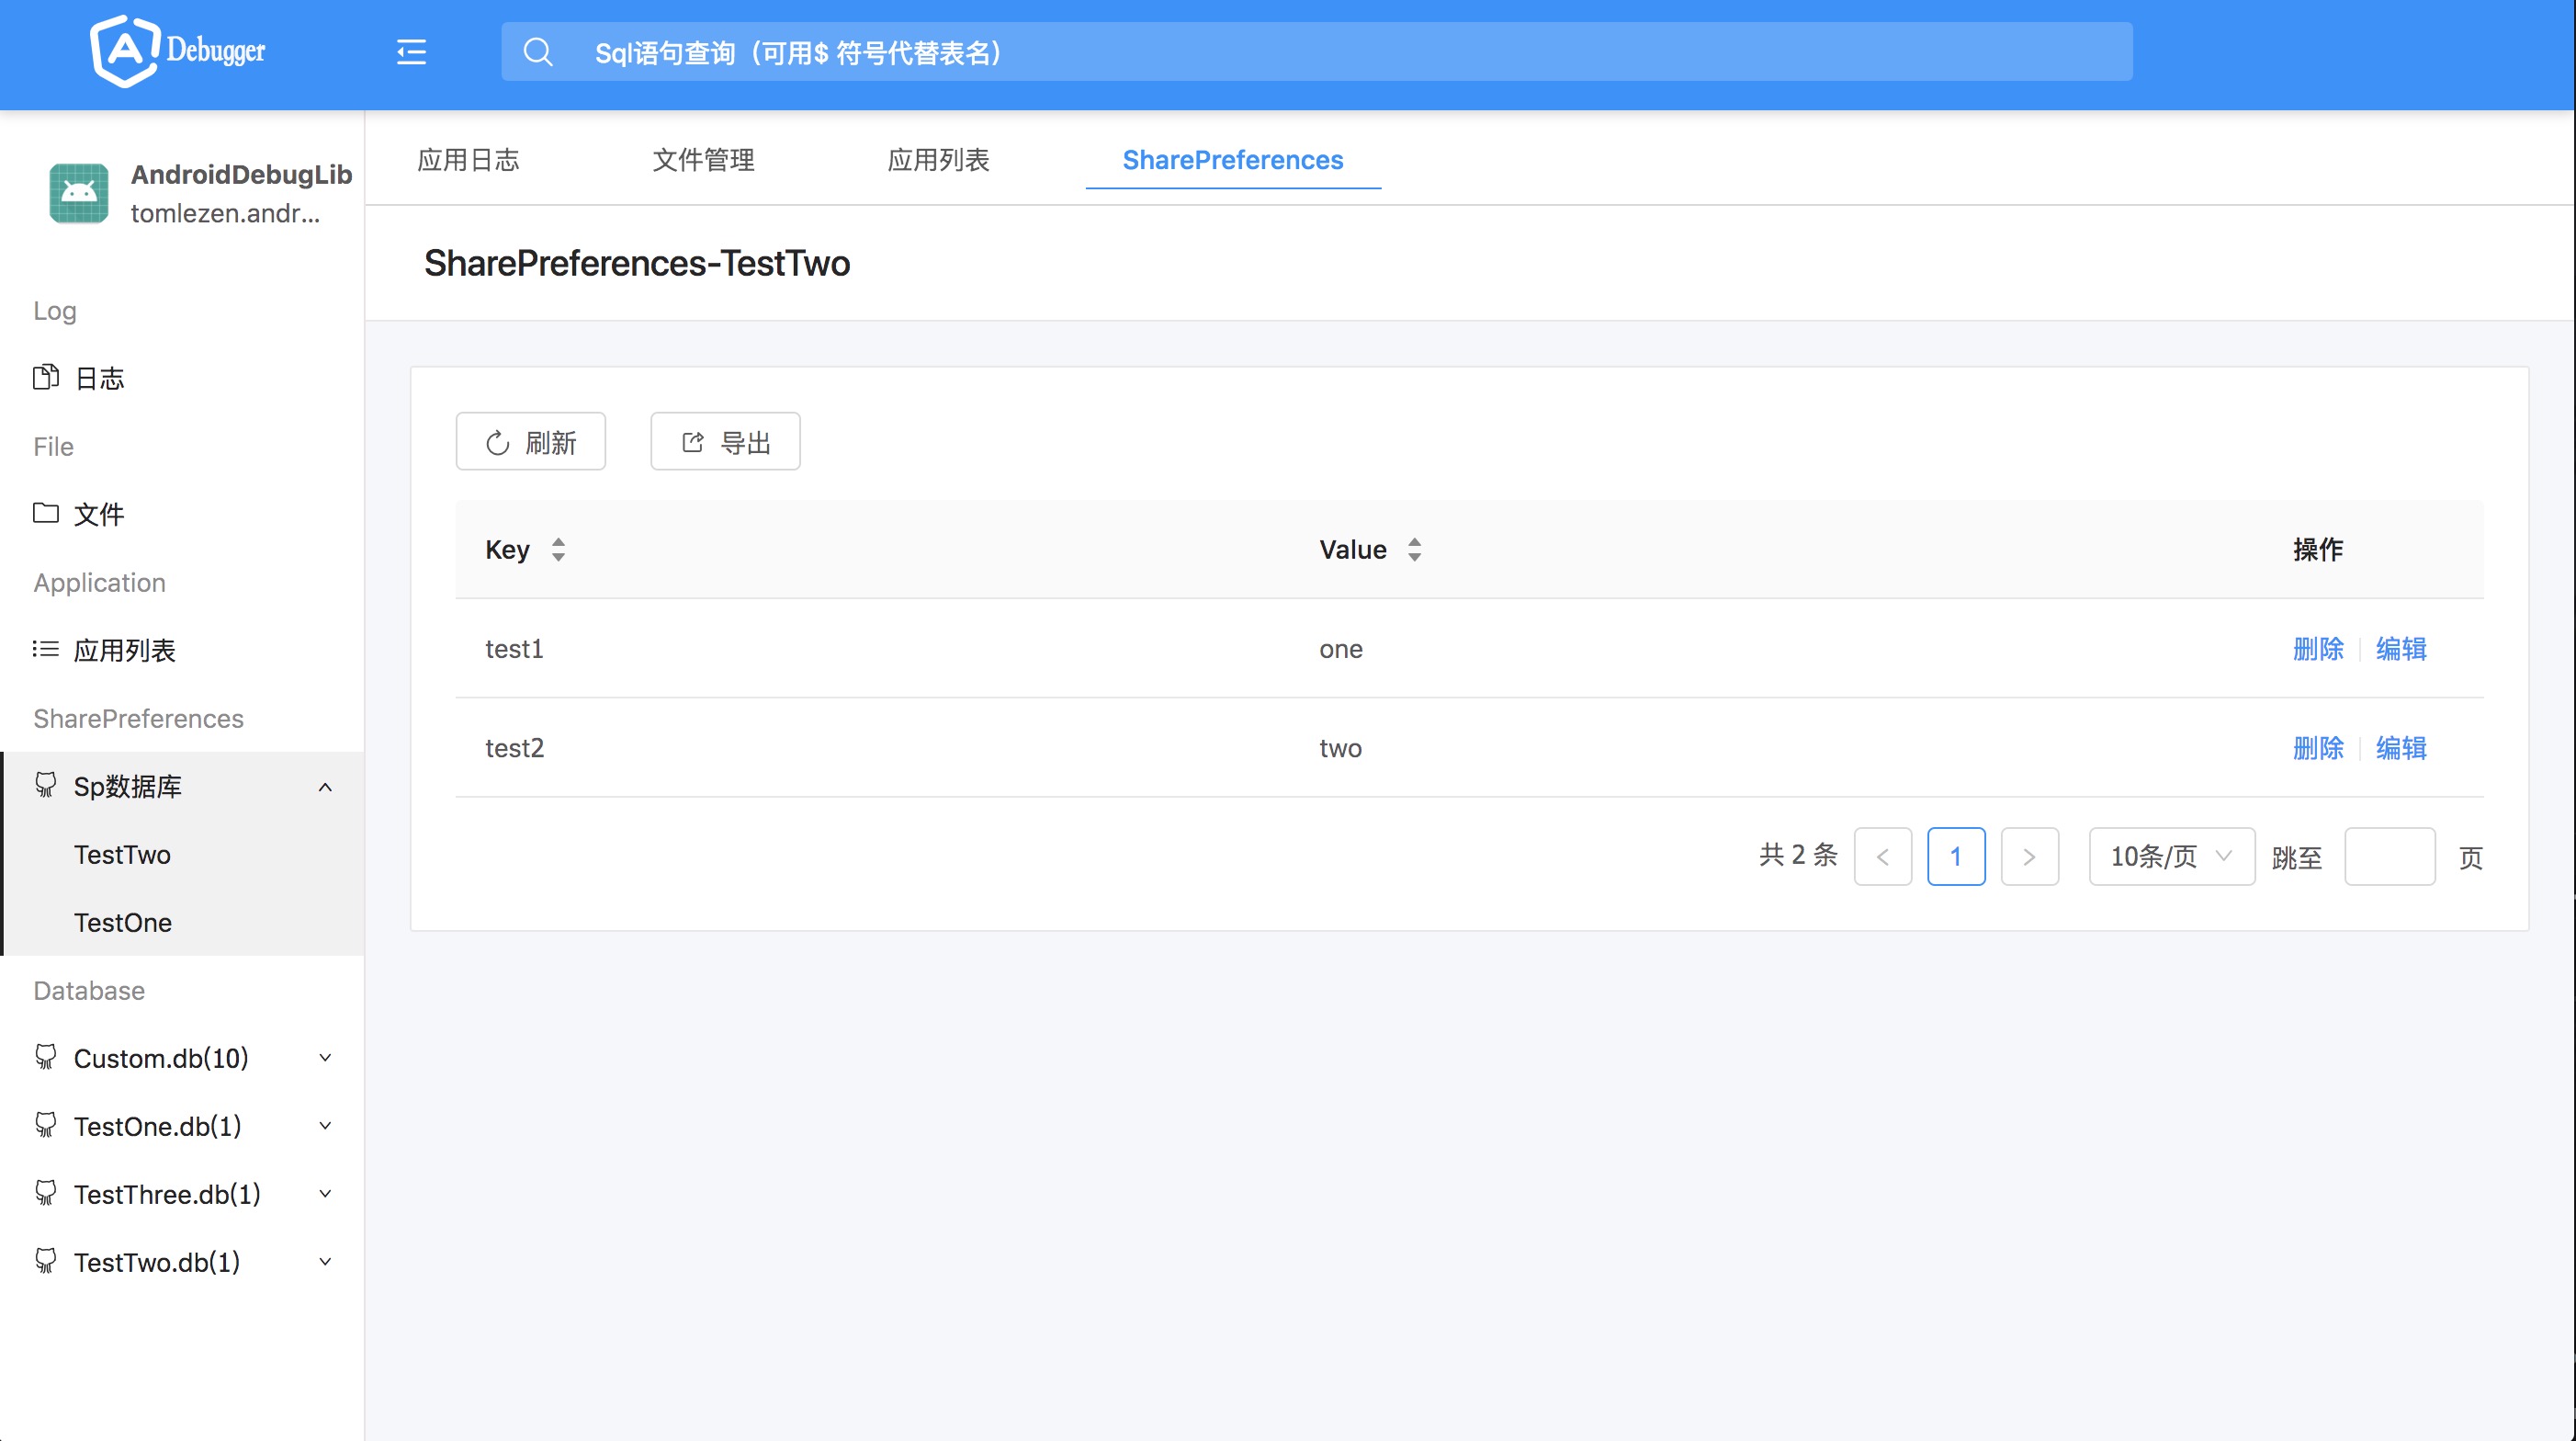 Debugger
Sql语句查询（可用$ 符号代替表名）
AndroidDebugLib
tomlezen.andr...
Log
日志
File
文件
Application
应用列表
SharePreferences
Sp数据库
TestTwo
TestOne
Database
Custom.db(10)
TestOne.db(1)
TestThree.db(1)
TestTwo.db(1)
应用日志 文件管理 应用列表 SharePreferences
SharePreferences-TestTwo
刷新 导出
Key Value 操作
test1 one 删除 编辑
test2 two 删除 编辑
共 2 条 < 1 > 10条/页 跳至 页